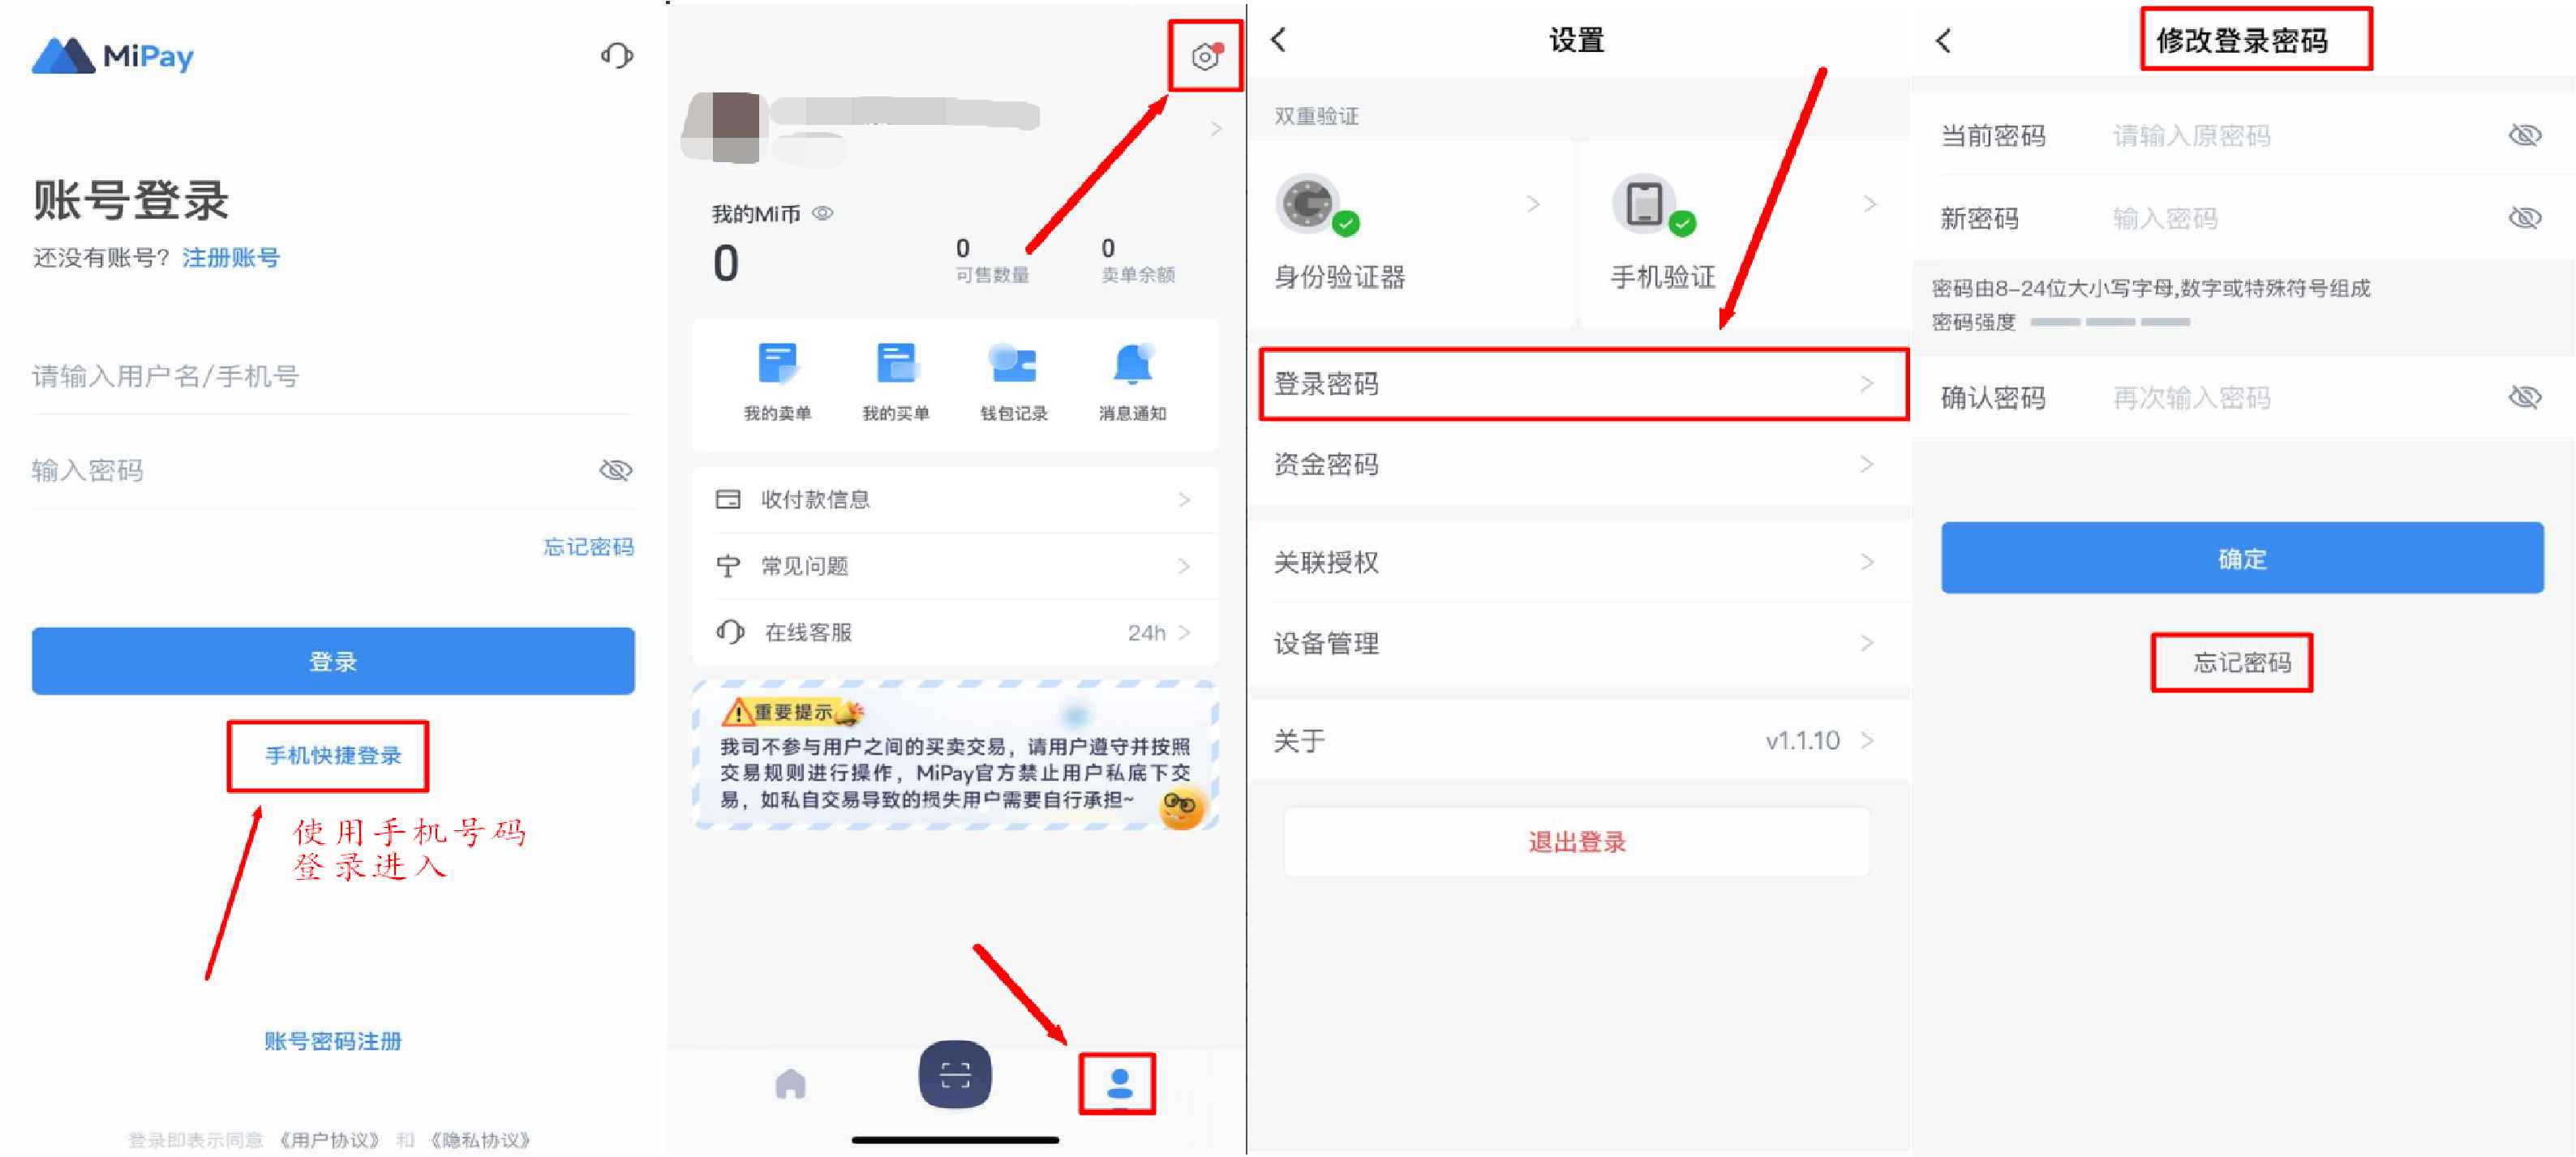 MiPay
账号登录
还没有账号? 注册账号
请输入用户名/手机号
输入密码
忘记密码
登录
手机快捷登录
使用手机号码
登录进入
账号密码注册
登录即表示同意 《用户协议》 和 《隐私协议》
我的Mi币
0
0
可售数量
0
卖单余额
我的卖单
我的买单
钱包记录
消息通知
收付款信息
常见问题
在线客服
24h
重要提示
我司不参与用户之间的买卖交易，请用户遵守并按照
交易规则进行操作，MiPay官方禁止用户私底下交
易，如私自交易导致的损失用户需要自行承担~
设置
双重验证
身份验证器
手机验证
登录密码
资金密码
关联授权
设备管理
关于
v1.1.10
退出登录
修改登录密码
当前密码
请输入原密码
新密码
输入密码
密码由8-24位大小写字母,数字或特殊符号组成
密码强度
确认密码
再次输入密码
确定
忘记密码